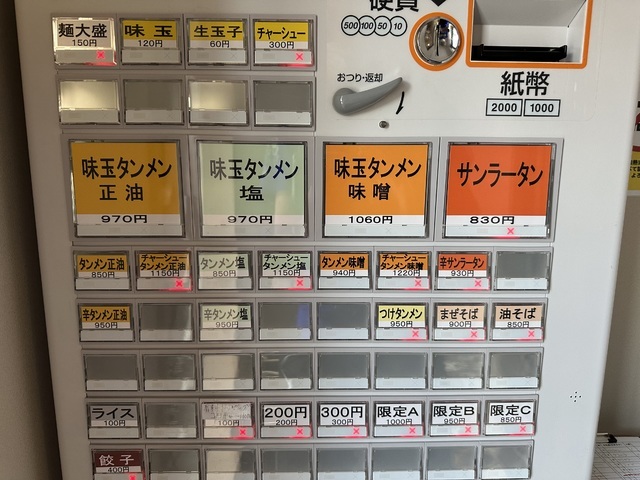 硬貨
500 100 50 10
おつり・返却
紙幣
2000 1000
麺大盛
150円
味玉
120円
生玉子
60円
チャーシュー
300円
味玉タンメン
正油
970円
味玉タンメン
塩
970円
味玉タンメン
味噌
1060円
サンラータン
830円
タンメン正油
850円
チャーシュー
タンメン正油
1150円
タンメン塩
850円
チャーシュー
タンメン塩
1150円
タンメン味噌
940円
チャーシュー
タンメン味噌
1220円
辛サンラータン
930円
辛タンメン正油
950円
辛タンメン塩
950円
つけタンメン
950円
まぜそば
900円
油そば
850円
ライス
100円
100円
200円
200円
300円
300円
限定A
1000円
限定B
950円
限定C
850円
餃子
400円